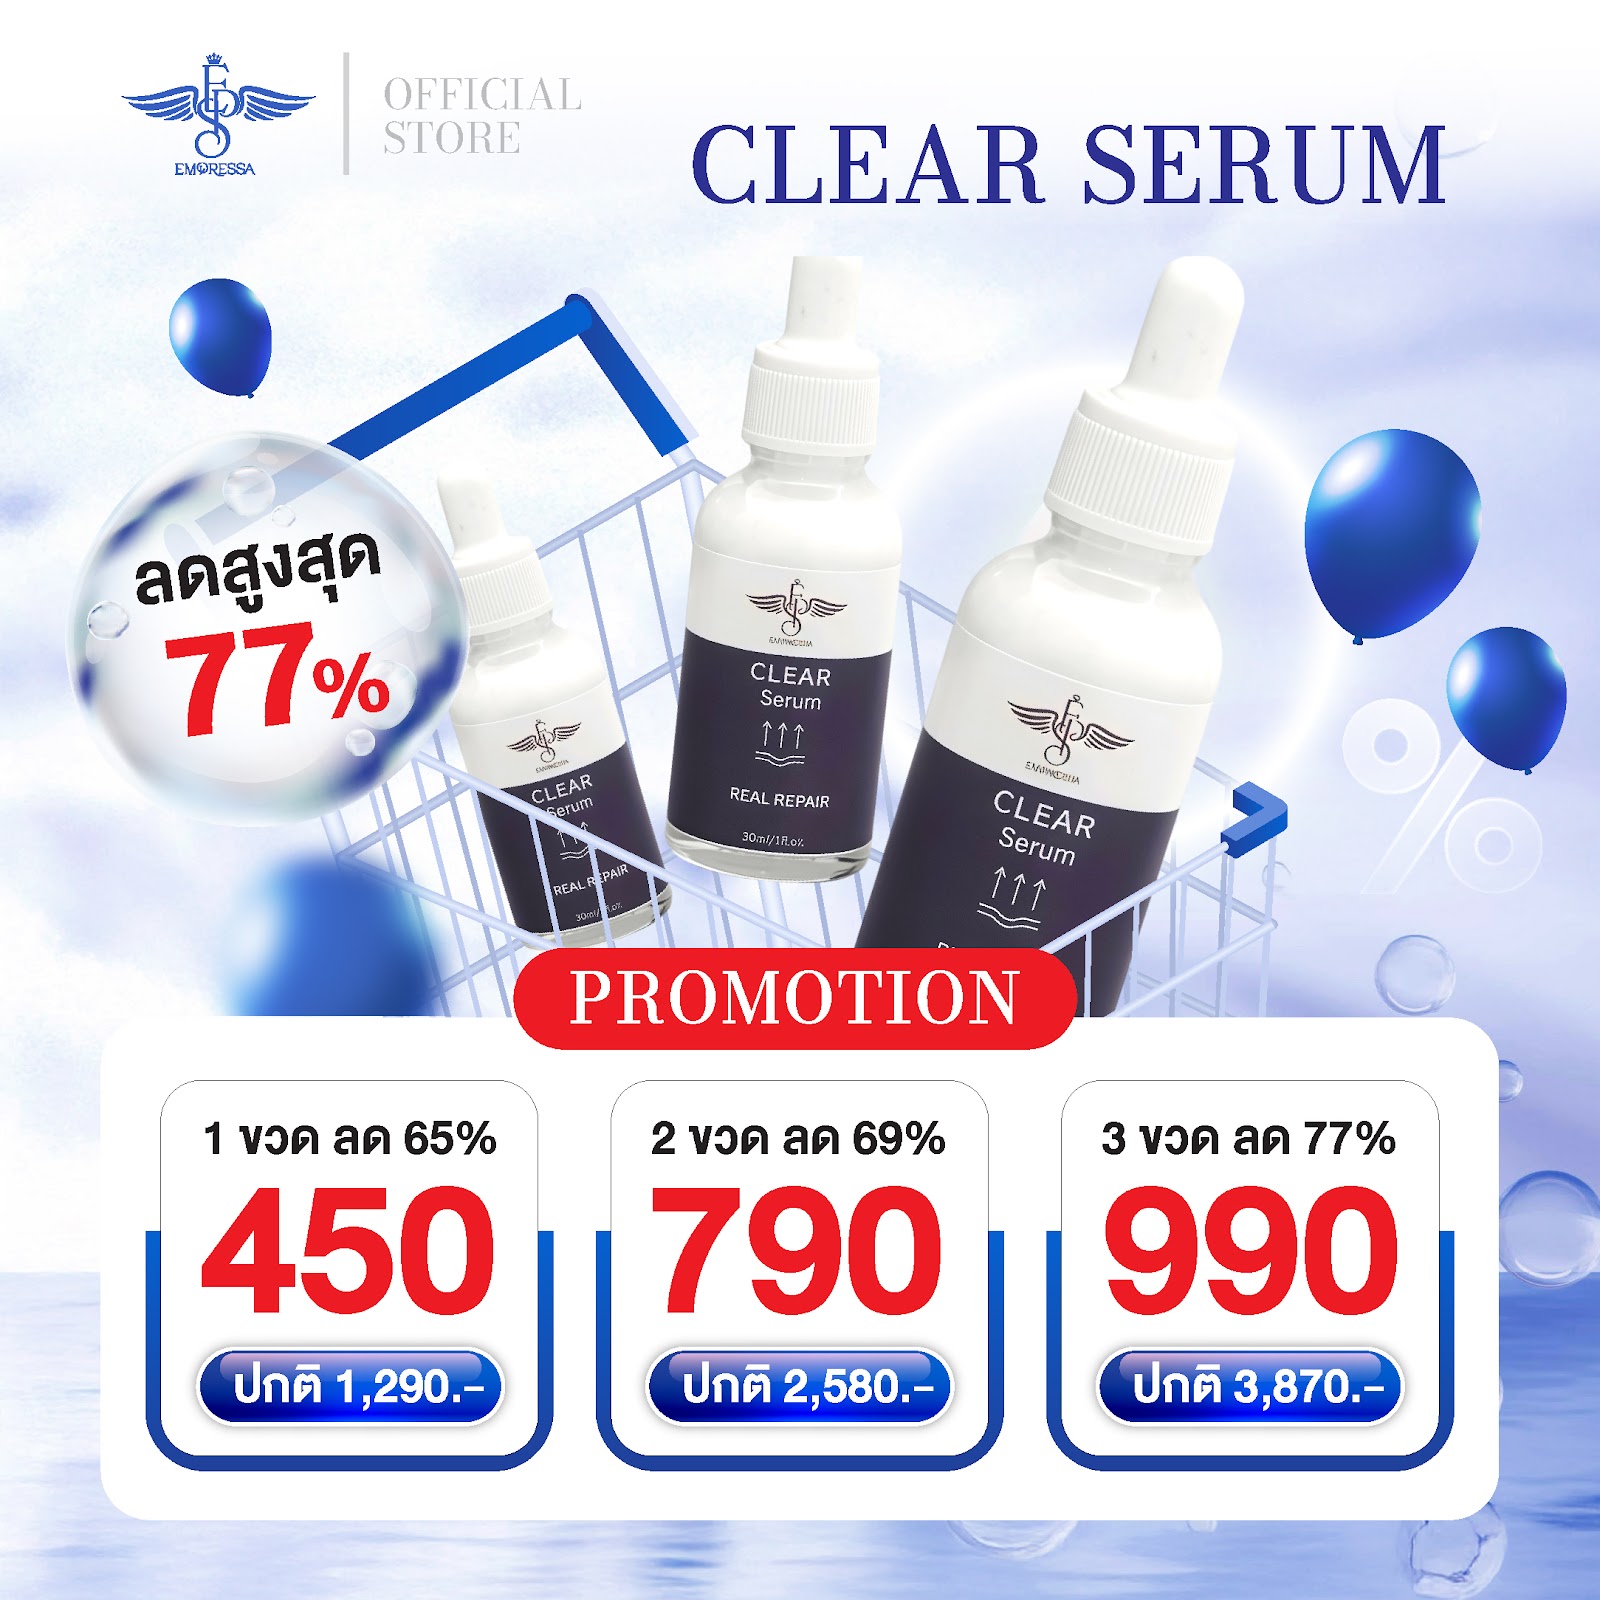 EMPRESSA
OFFICIAL
STORE
CLEAR SERUM
ลดสูงสุด
77%
CLEAR
Serum
REAL REPAIR
30ml/1fl.oz
CLEAR
Serum
REAL REPAIR
30ml/1fl.oz
CLEAR
Serum
PROMOTION
1 ขวด ลด 65%
450
ปกติ 1,290.-
2 ขวด ลด 69%
790
ปกติ 2,580.-
3 ขวด ลด 77%
990
ปกติ 3,870.-
%